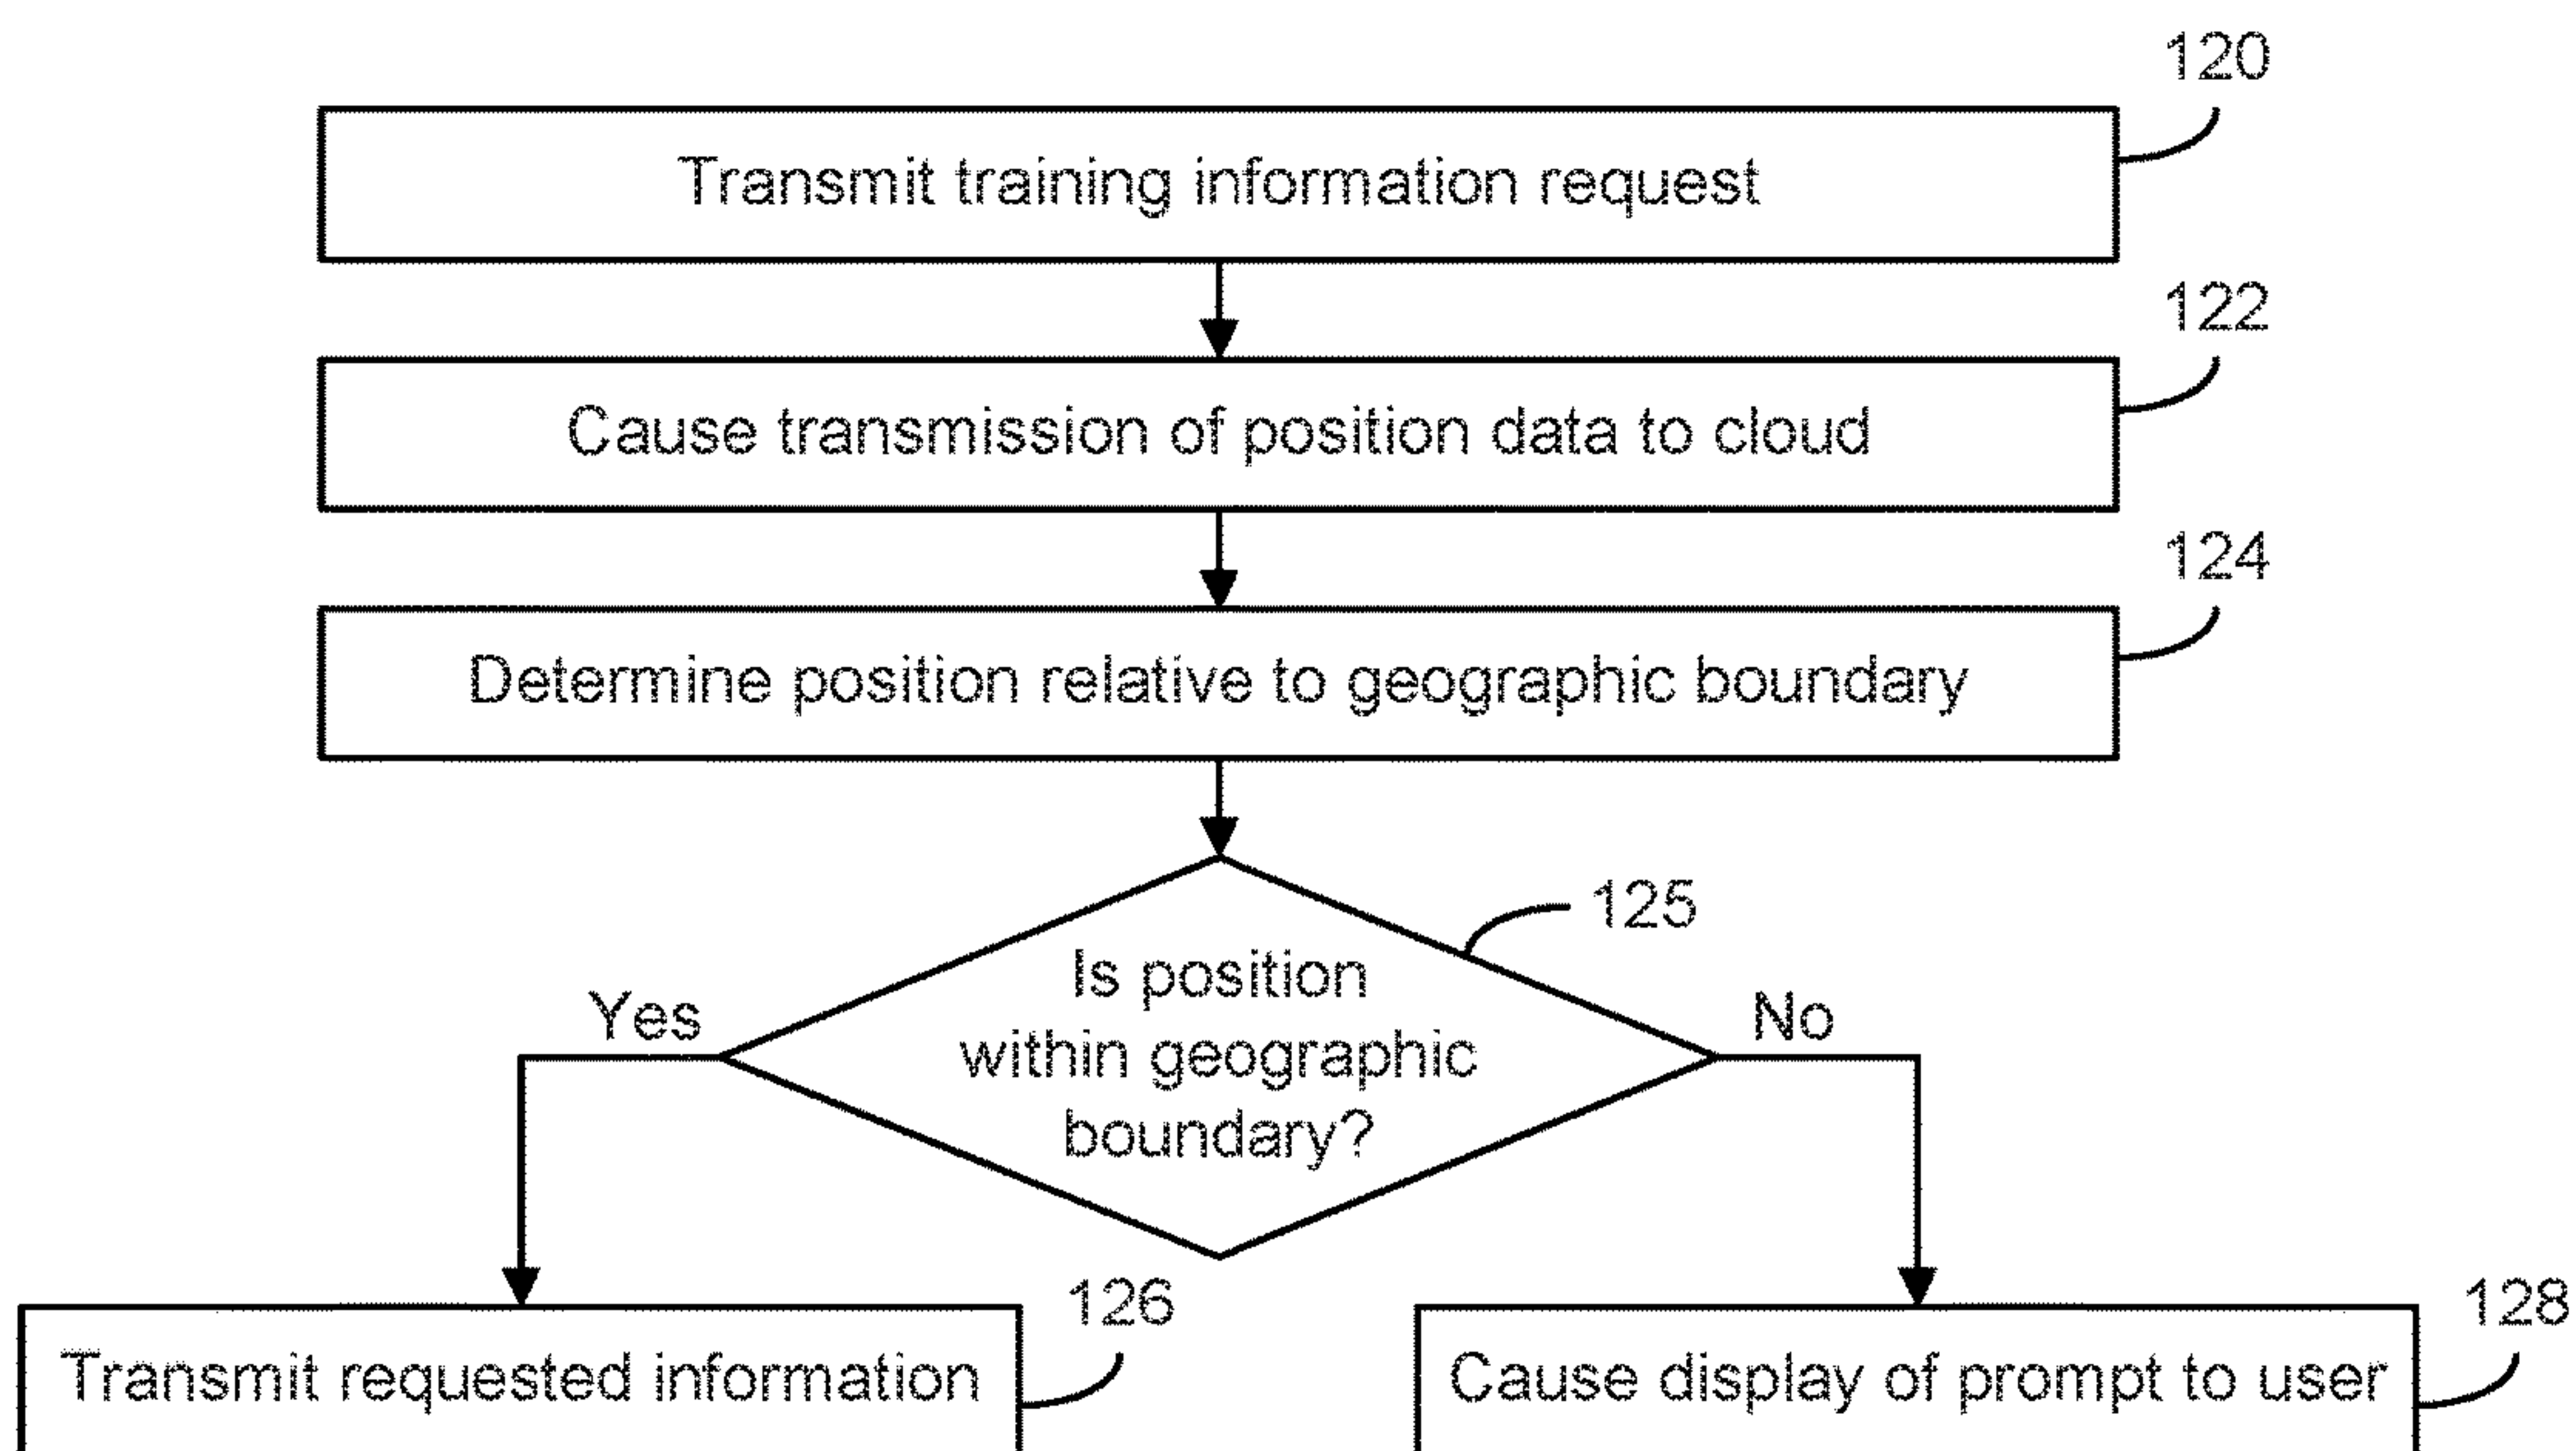 120
Transmit training information request
122
Cause transmission of position data to cloud
124
Determine position relative to geographic boundary
125
Is position
within geographic
boundary?
Yes
No
126
Transmit requested information
128
Cause display of prompt to user